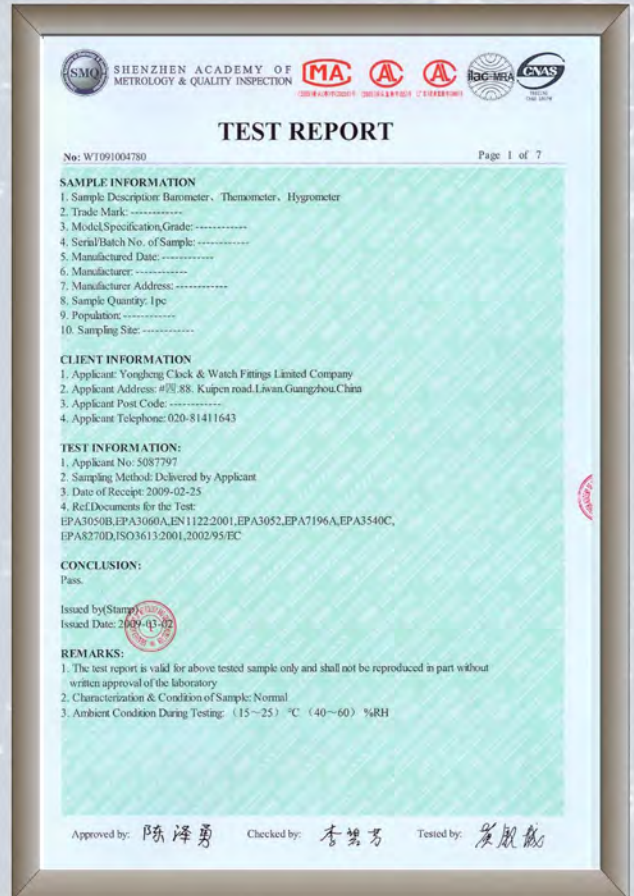 SMQ
SHENZHEN ACADEMY OF
METROLOGY & QUALITY INSPECTION
MA
AL
AL
ilac-MRA
CNAS
TEST REPORT
No: WT091004780
Page 1 of 7
SAMPLE INFORMATION
1. Sample Description: Barometer、Themometer、Hygrometer
2. Trade Mark: ------------
3. Model,Specification,Grade: ------------
4. Serial/Batch No. of Sample: ------------
5. Manufactured Date: ------------
6. Manufacturer: ------------
7. Manufacturer Address: ------------
8. Sample Quantity: 1pc
9. Population: ------------
10. Sampling Site: ------------
CLIENT INFORMATION
1. Applicant: Yongheng Clock & Watch Fittings Limited Company
2. Applicant Address: #四.88. Kuipen road.Liwan.Guangzhou.China
3. Applicant Post Code: ------------
4. Applicant Telephone: 020-81411643
TEST INFORMATION:
1. Applicant No: 5087797
2. Sampling Method: Delivered by Applicant
3. Date of Receipt: 2009-02-25
4. Ref.Documents for the Test:
EPA3050B,EPA3060A,EN1122:2001,EPA3052,EPA7196A,EPA3540C,
EPA8270D,ISO3613:2001,2002/95/EC
CONCLUSION:
Pass.
Issued by(Stamp)
Issued Date: 2009-03-02
REMARKS:
1. The test report is valid for above tested sample only and shall not be reproduced in part without
written approval of the laboratory
2. Characterization & Condition of Sample: Normal
3. Ambient Condition During Testing: （15～25）℃ （40～60）%RH
Approved by: 陈泽勇 Checked by: 李碧芳 Tested by: